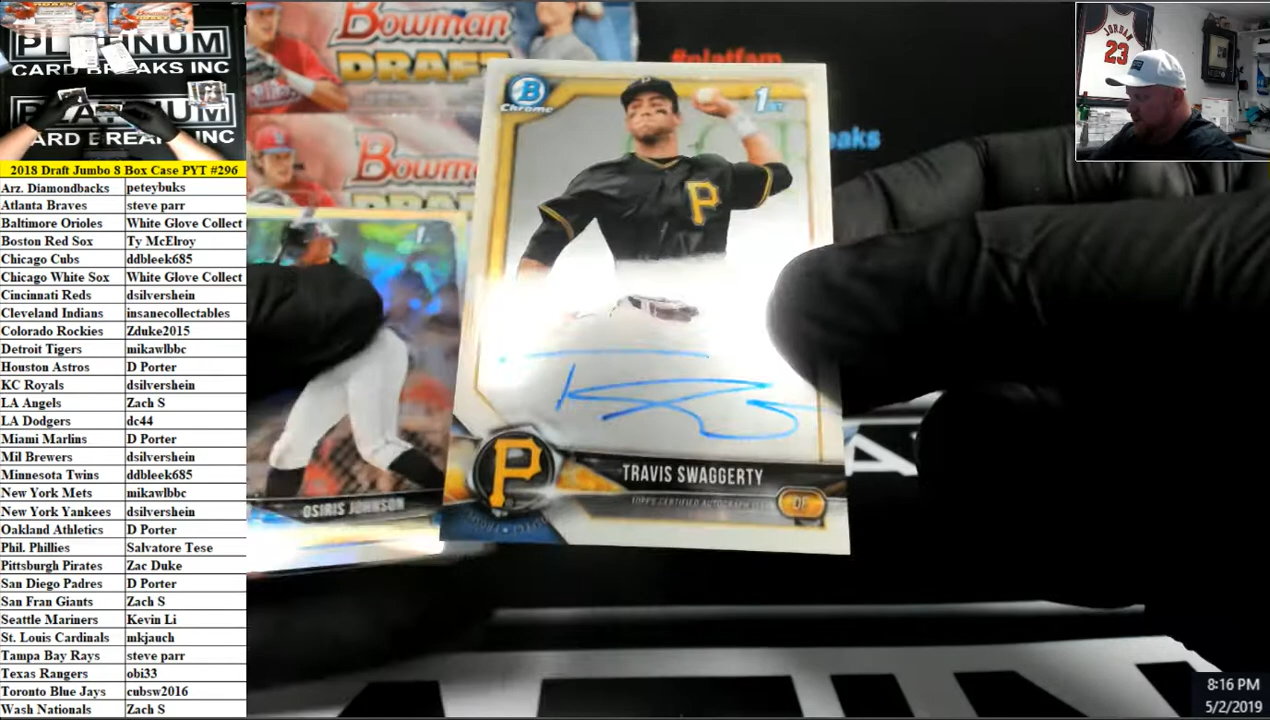 PLATINUM
CARD BREAKS INC
PLATINUM
CARD BREAKS INC
2018 Draft Jumbo 8 Box Case PYT #296
Arz. Diamondbacks peteybuks
Atlanta Braves steve parr
Baltimore Orioles White Glove Collect
Boston Red Sox Ty McElroy
Chicago Cubs ddbleek685
Chicago White Sox White Glove Collect
Cincinnati Reds dsilvershein
Cleveland Indians insanecollectables
Colorado Rockies Zduke2015
Detroit Tigers mikawlbbc
Houston Astros D Porter
KC Royals dsilvershein
LA Angels Zach S
LA Dodgers dc44
Miami Marlins D Porter
Mil Brewers dsilvershein
Minnesota Twins ddbleek685
New York Mets mikawlbbc
New York Yankees dsilvershein
Oakland Athletics D Porter
Phil. Phillies Salvatore Tese
Pittsburgh Pirates Zac Duke
San Diego Padres D Porter
San Fran Giants Zach S
Seattle Mariners Kevin Li
St. Louis Cardinals mkjauch
Tampa Bay Rays steve parr
Texas Rangers obi33
Toronto Blue Jays cubsw2016
Wash Nationals Zach S
Bowman
DRAFT
#platfam
Bowman
eaks
B
Chrome
1ST
P
P
TRAVIS SWAGGERTY
TOPPS CERTIFIED AUTOGRAPH ISSUE
OF
OSIRIS JOHNSON
JORDAN
23
8:16 PM
5/2/2019